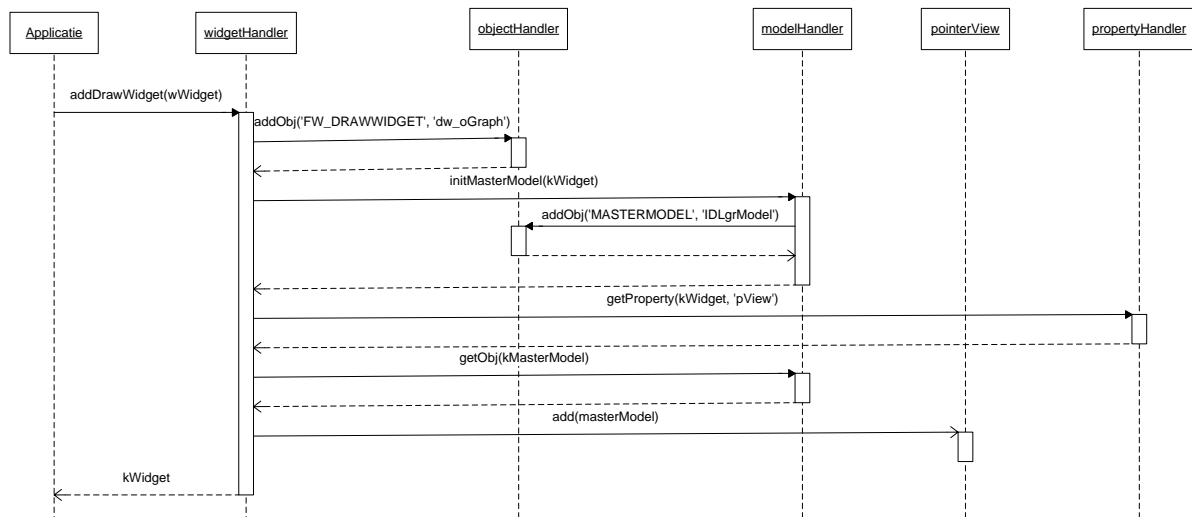 Applicatie
widgetHandler
objectHandler
modelHandler
pointerView
propertyHandler
addDrawWidget(wWidget)
addObj('FW_DRAWWIDGET', 'dw_oGraph')
initMasterModel(kWidget)
addObj('MASTERMODEL', 'IDLgrModel')
getProperty(kWidget, 'pView')
getObj(kMasterModel)
add(masterModel)
kWidget